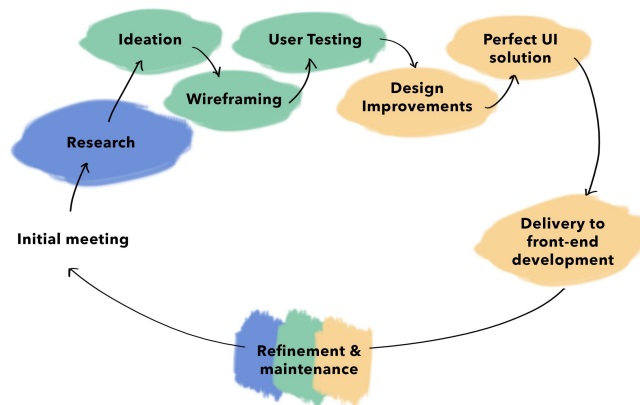 Ideation
User Testing
Perfect UI
solution
Wireframing
Design
Improvements
Research
Initial meeting
Delivery to
front-end
development
Refinement &
maintenance